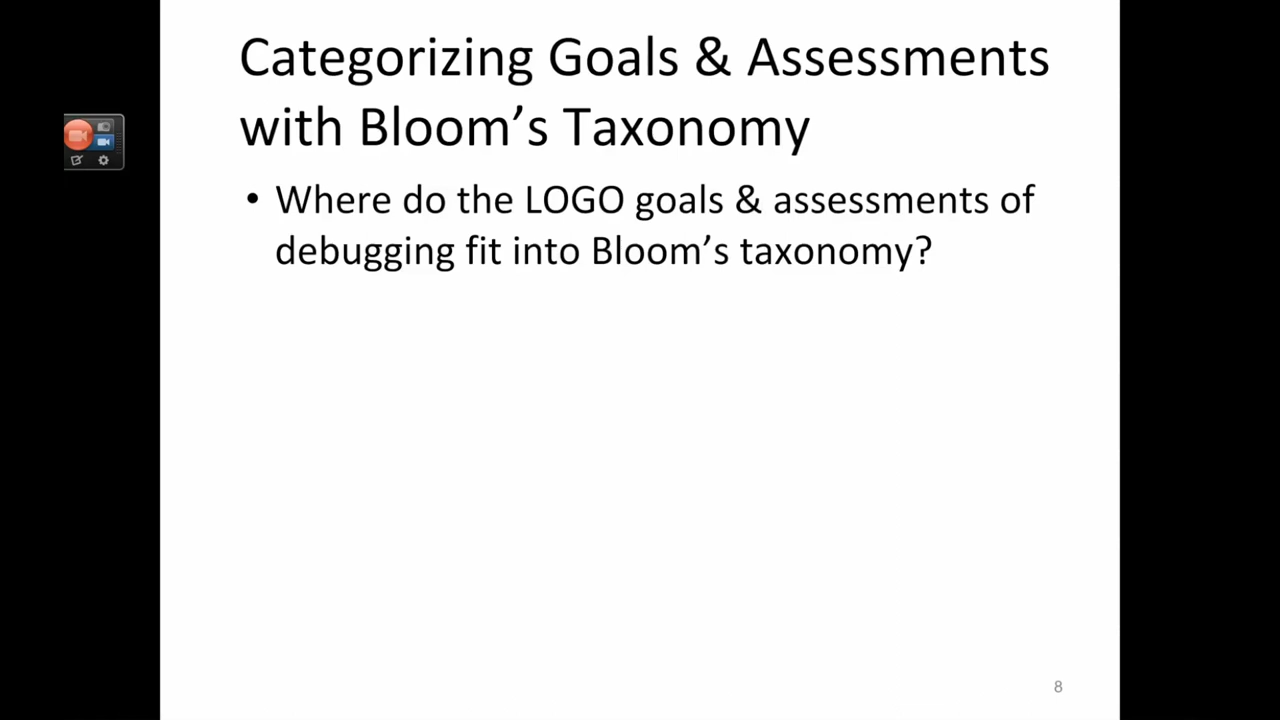 Categorizing Goals & Assessments
with Bloom’s Taxonomy
• Where do the LOGO goals & assessments of
debugging fit into Bloom’s taxonomy?
8